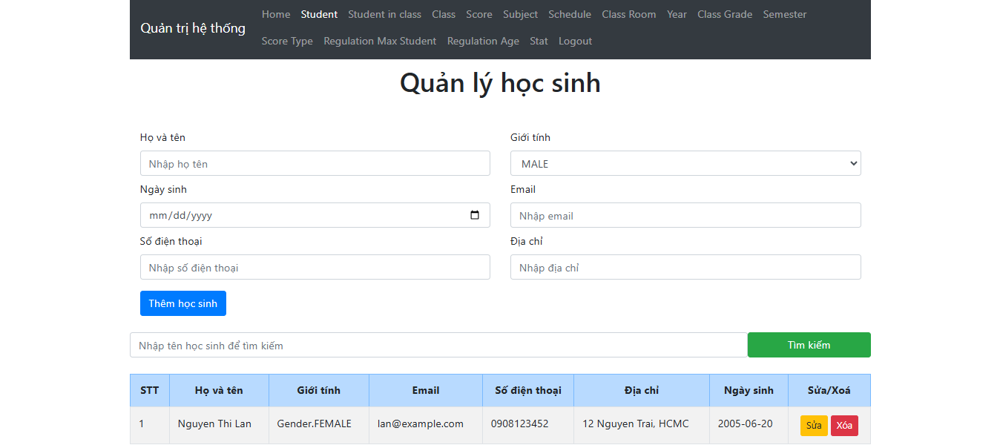 Quản trị hệ thống
Home Student Student in class Class Score Subject Schedule Class Room Year Class Grade Semester
Score Type Regulation Max Student Regulation Age Stat Logout
Quản lý học sinh
Họ và tên Giới tính
Nhập họ tên MALE
Ngày sinh Email
mm/dd/yyyy Nhập email
Số điện thoại Địa chỉ
Nhập số điện thoại Nhập địa chỉ
Thêm học sinh
Nhập tên học sinh để tìm kiếm Tìm kiếm
STT Họ và tên Giới tính Email Số điện thoại Địa chỉ Ngày sinh Sửa/Xoá
1 Nguyen Thi Lan Gender.FEMALE lan@example.com 0908123452 12 Nguyen Trai, HCMC 2005-06-20 Sửa Xóa